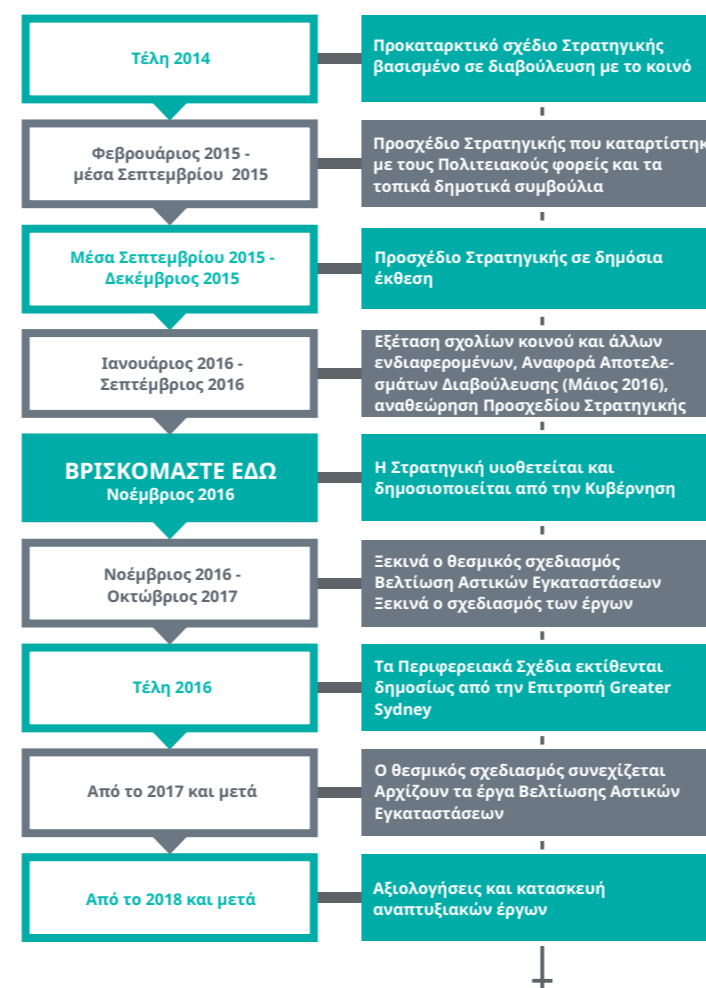 Τέλη 2014
Προκαταρκτικό σχέδιο Στρατηγικής
βασισμένο σε διαβούλευση με το κοινό
Φεβρουάριος 2015 -
μέσα Σεπτεμβρίου 2015
Προσχέδιο Στρατηγικής που καταρτίστηκ
με τους Πολιτειακούς φορείς και τα
τοπικά δημοτικά συμβούλια
Μέσα Σεπτεμβρίου 2015 -
Δεκέμβριος 2015
Προσχέδιο Στρατηγικής σε δημόσια
έκθεση
Ιανουάριος 2016 -
Σεπτέμβριος 2016
Εξέταση σχολίων κοινού και άλλων
ενδιαφερομένων, Αναφορά Αποτελε-
σμάτων Διαβούλευσης (Μάιος 2016),
αναθεώρηση Προσχεδίου Στρατηγικής
ΒΡΙΣΚΟΜΑΣΤΕ ΕΔΩ
Νοέμβριος 2016
Η Στρατηγική υιοθετείται και
δημοσιοποιείται από την Κυβέρνηση
Νοέμβριος 2016 -
Οκτώβριος 2017
Ξεκινά ο θεσμικός σχεδιασμός
Βελτίωση Αστικών Εγκαταστάσεων
Ξεκινά ο σχεδιασμός των έργων
Τέλη 2016
Τα Περιφερειακά Σχέδια εκτίθενται
δημοσίως από την Επιτροπή Greater
Sydney
Από το 2017 και μετά
Ο θεσμικός σχεδιασμός συνεχίζεται
Αρχίζουν τα έργα Βελτίωσης Αστικών
Εγκαταστάσεων
Από το 2018 και μετά
Αξιολογήσεις και κατασκευή
αναπτυξιακών έργων